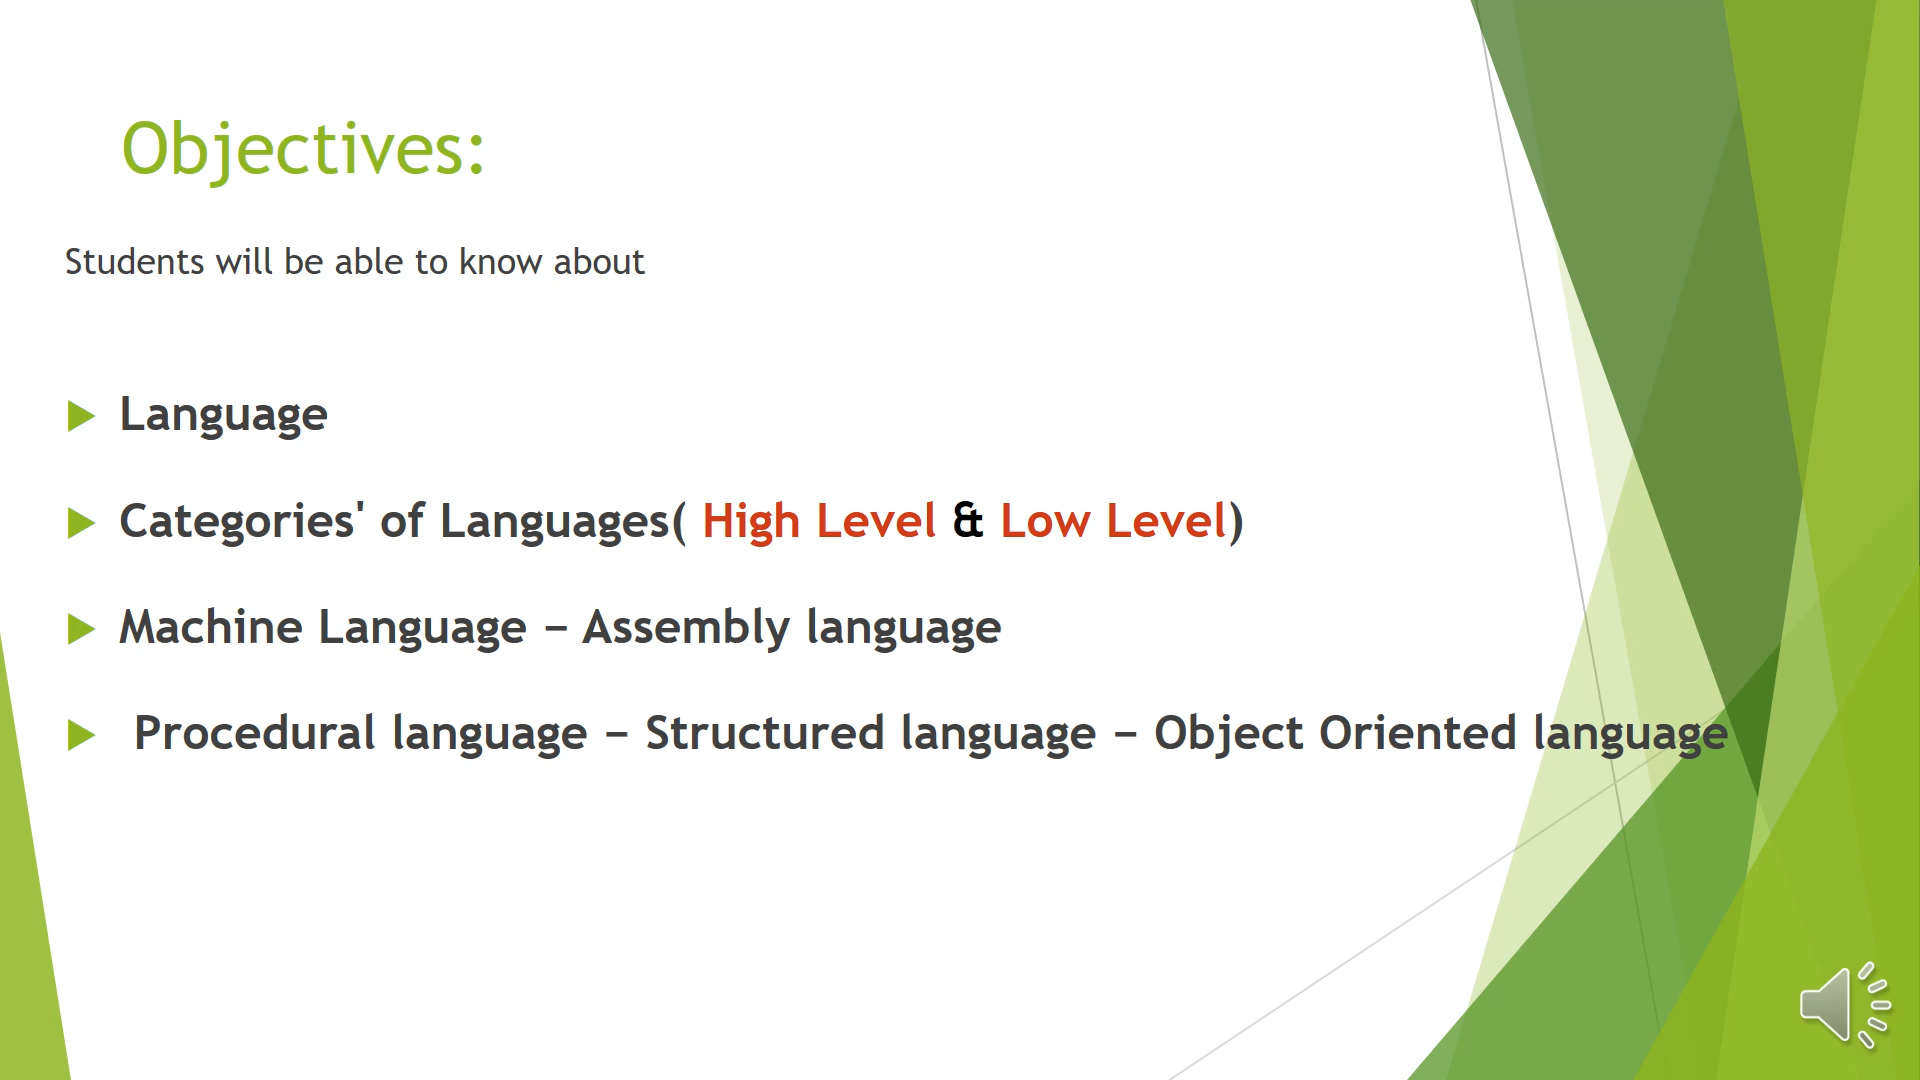 Objectives:
Students will be able to know about
Language
Categories' of Languages( High Level & Low Level)
Machine Language – Assembly language
Procedural language – Structured language – Object Oriented language